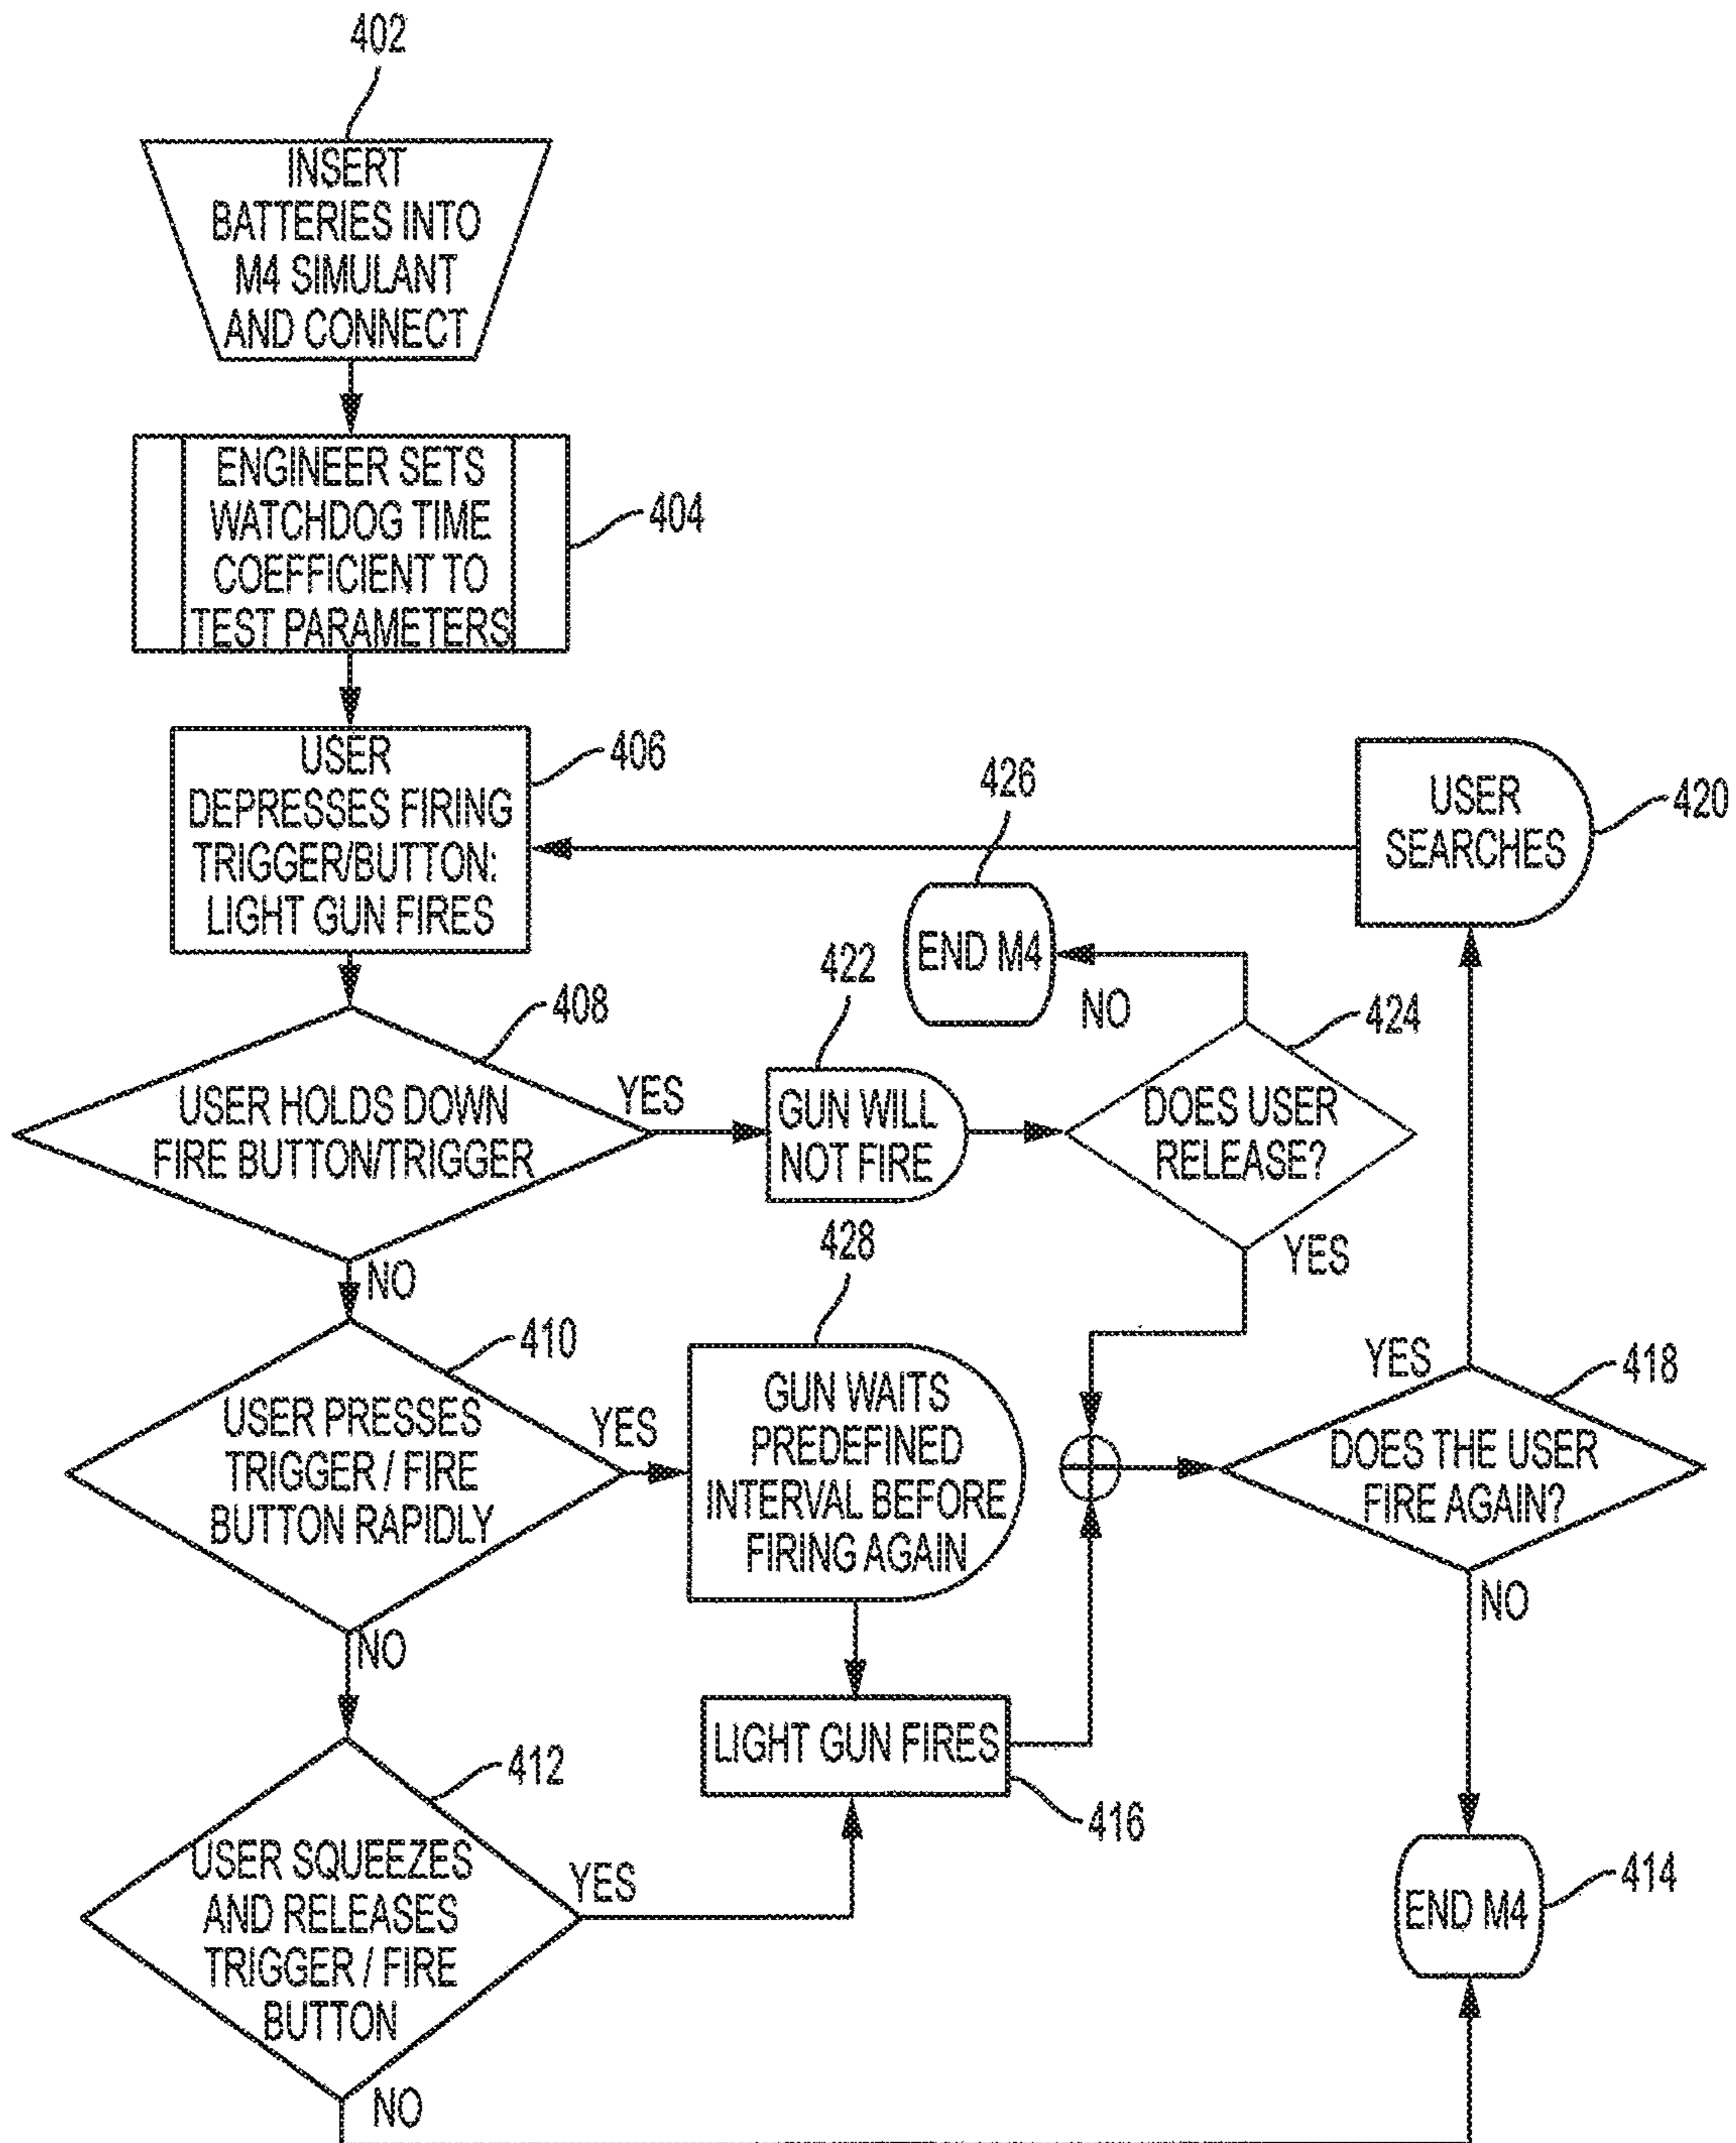 402
INSERT
BATTERIES INTO
M4 SIMULANT
AND CONNECT
ENGINEER SETS
WATCHDOG TIME
COEFFICIENT TO
TEST PARAMETERS
404
USER
DEPRESSES FIRING
TRIGGER/BUTTON:
LIGHT GUN FIRES
406
USER
SEARCHES
420
426
END M4
NO
408
USER HOLDS DOWN
FIRE BUTTON/TRIGGER
YES
NO
422
GUN WILL
NOT FIRE
424
DOES USER
RELEASE?
YES
410
USER PRESSES
TRIGGER / FIRE
BUTTON RAPIDLY
YES
NO
428
GUN WAITS
PREDEFINED
INTERVAL BEFORE
FIRING AGAIN
YES
418
DOES THE USER
FIRE AGAIN?
NO
LIGHT GUN FIRES
416
412
USER SQUEEZES
AND RELEASES
TRIGGER / FIRE
BUTTON
YES
NO
END M4
414